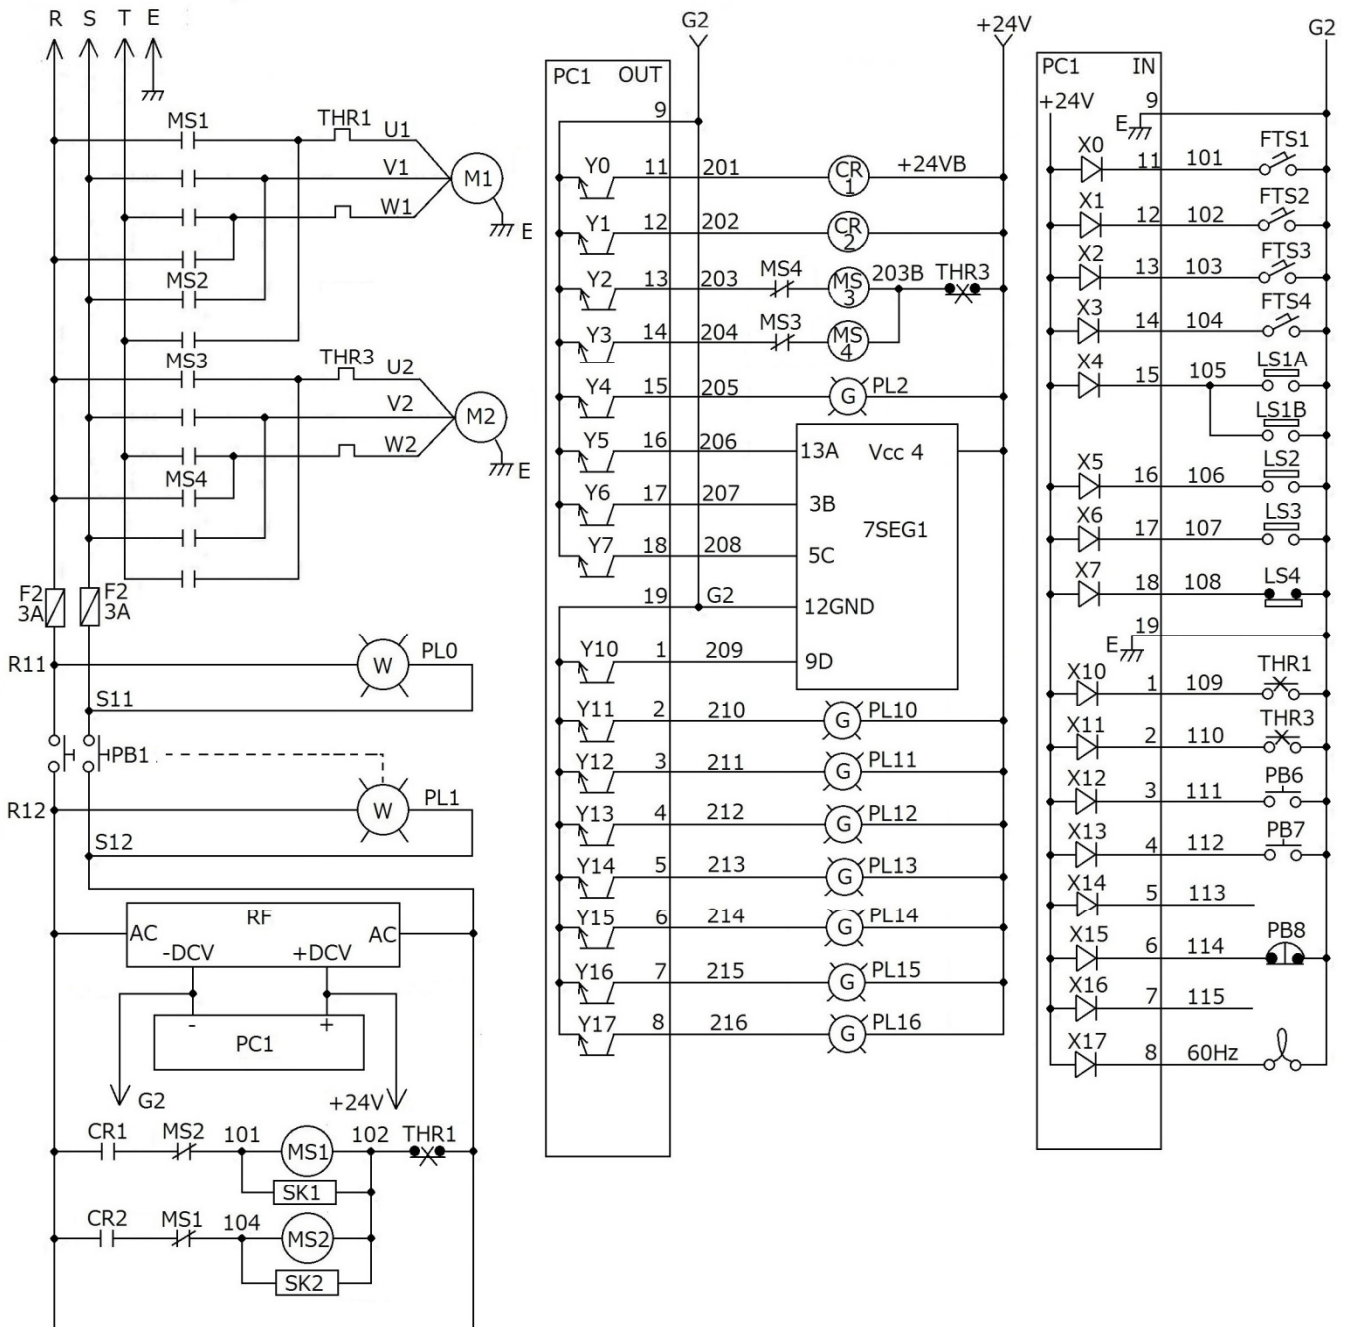 R S T E
MS1 THR1 U1
V1 M1
W1
E
MS2
MS3 THR3 U2
V2 M2
W2
MS4 E
F2 3A F2 3A
R11 W PL0
S11
PB1
R12 W PL1
S12
RF
AC AC
-DCV +DCV
- +
PC1
G2
+24V
CR1 MS2 101 MS1 102 THR1
SK1
CR2 MS1 104 MS2
SK2
G2 +24V
PC1 OUT
9
Y0 11 201 CR 1 +24VB
Y1 12 202 CR 2
Y2 13 203 MS4 MS 3 203B THR3
Y3 14 204 MS3 MS 4
Y4 15 205 G PL2
Y5 16 206 13A Vcc 4
Y6 17 207 3B
7SEG1
Y7 18 208 5C
19 G2 12GND
Y10 1 209 9D
Y11 2 210 G PL10
Y12 3 211 G PL11
Y13 4 212 G PL12
Y14 5 213 G PL13
Y15 6 214 G PL14
Y16 7 215 G PL15
Y17 8 216 G PL16
G2
PC1 IN
+24V 9
E
X0 11 101 FTS1
X1 12 102 FTS2
X2 13 103 FTS3
X3 14 104 FTS4
X4 15 105 LS1A
LS1B
X5 16 106 LS2
X6 17 107 LS3
X7 18 108 LS4
19
E
X10 1 109 THR1
X11 2 110 THR3
X12 3 111 PB6
X13 4 112 PB7
X14 5 113
X15 6 114 PB8
X16 7 115
X17 8 60Hz